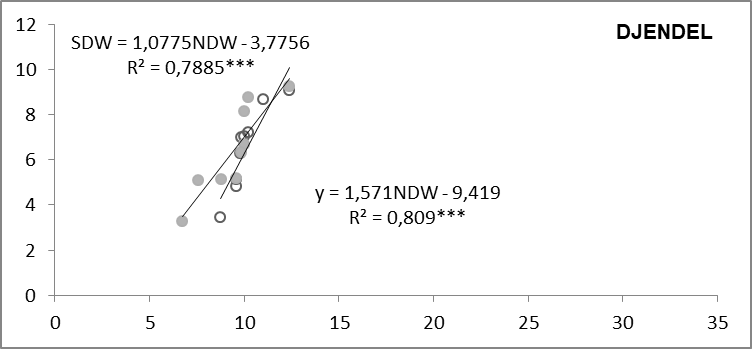 DJENDEL
SDW = 1,0775NDW - 3,7756
R² = 0,7885***
y = 1,571NDW - 9,419
R² = 0,809***
12
10
8
6
4
2
0
0 5 10 15 20 25 30 35